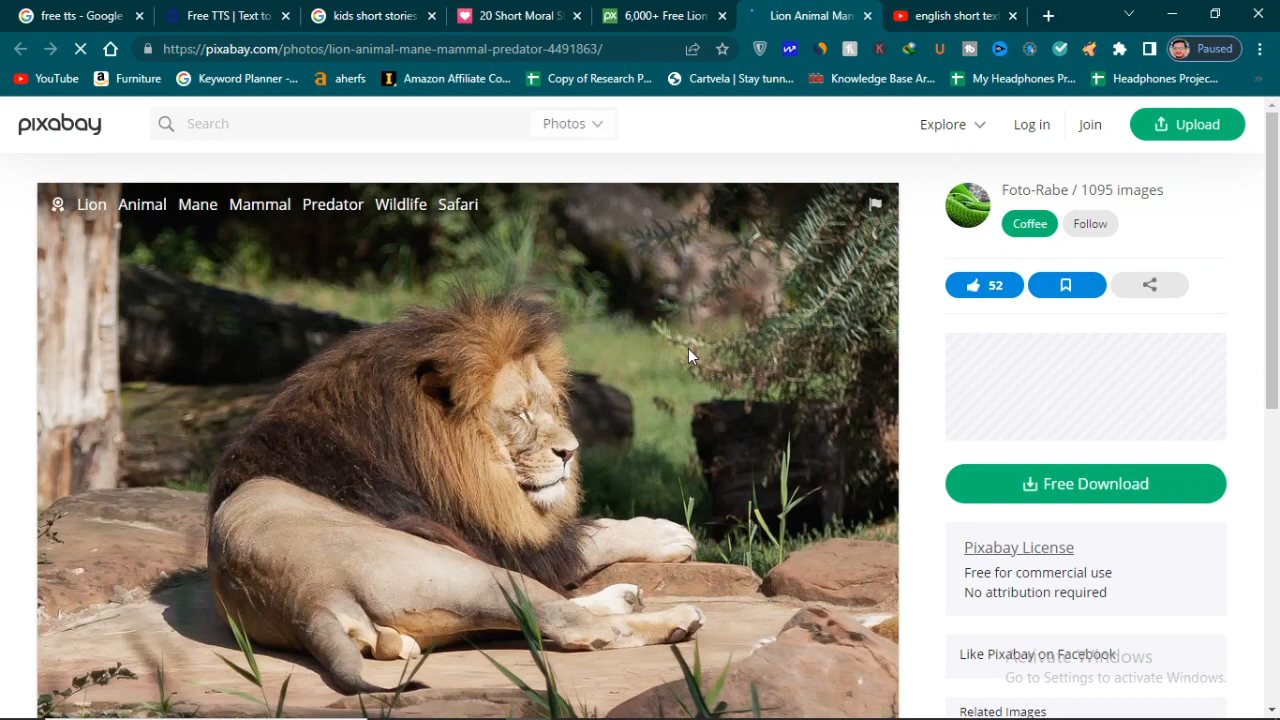 free tts - Google
Free TTS | Text to
kids short stories
20 Short Moral S
6,000+ Free Lion
Lion Animal Man
english short text
https://pixabay.com/photos/lion-animal-mane-mammal-predator-4491863/
Paused
YouTube
Furniture
Keyword Planner -...
aherfs
Amazon Affiliate Co...
Copy of Research P...
Cartvela | Stay tunn...
Knowledge Base Ar...
My Headphones Pr...
Headphones Projec...
pixabay
Search
Photos
Explore
Log in
Join
Upload
Lion Animal Mane Mammal Predator Wildlife Safari
Foto-Rabe / 1095 images
Coffee
Follow
52
Free Download
Pixabay License
Free for commercial use
No attribution required
Like Pixabay on Facebook
Activate Windows
Go to Settings to activate Windows.
Related Images